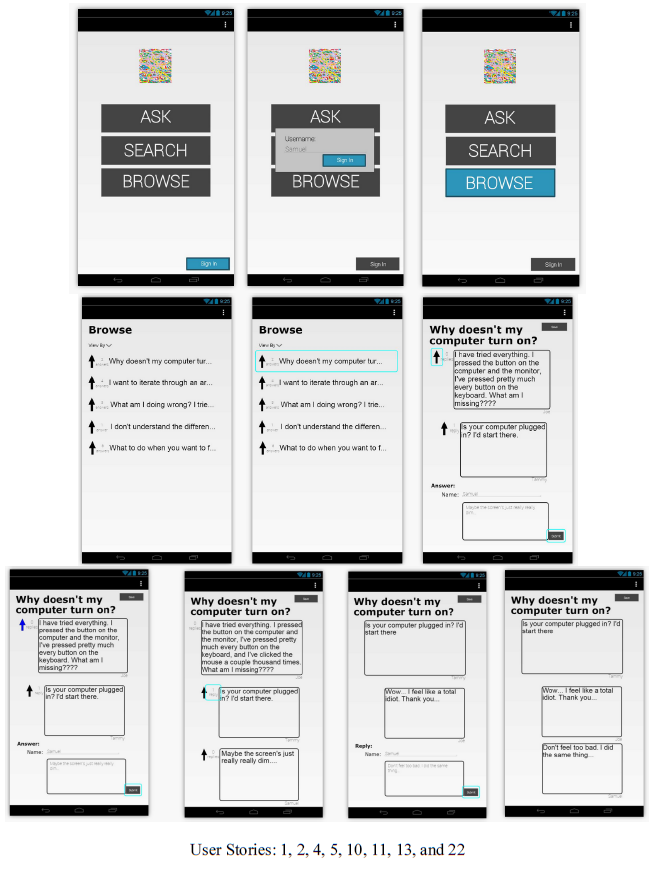 9:25
9:25
9:25
ASK
SEARCH
BROWSE
Sign In
ASK
SEARCH
BROWSE
Username:
Samuel
Sign In
Sign In
ASK
SEARCH
BROWSE
Sign In
9:25
9:25
9:25
Browse
View By
Why doesn't my computer tur...
I want to iterate through an ar...
What am I doing wrong? I trie...
I don't understand the differen...
What to do when you want to f...
Browse
View By
Why doesn't my computer tur...
I want to iterate through an ar...
What am I doing wrong? I trie...
I don't understand the differen...
What to do when you want to f...
Why doesn't my
computer turn on?
I have tried everything. I
pressed the button on the
computer and the monitor,
I've pressed pretty much
every button on the
keyboard. What am I
missing????
Joe
Is your computer plugged
in? I'd start there.
Tammy
Answer:
Name: Samuel
Maybe the screen's just really really
dim....
Submit
9:25
9:25
9:25
9:25
Why doesn't my
computer turn on?
I have tried everything. I
pressed the button on the
computer and the monitor,
I've pressed pretty much
every button on the
keyboard. What am I
missing????
Joe
Is your computer plugged
in? I'd start there.
Tammy
Answer:
Name: Samuel
Maybe the screen's just really really
dim....
Submit
Why doesn't my
computer turn on?
I have tried everything. I pressed
the button on the computer and
the monitor, I've pressed pretty
much every button on the
keyboard, and I've clicked the
mouse a couple thousand times.
What am I missing????
Joe
Is your computer plugged
in? I'd start there.
Tammy
Maybe the screen's just
really really dim....
Samuel
Why doesn't my
computer turn on?
Is your computer plugged in? I'd
start there
Tammy
Wow... I feel like a total
idiot. Thank you...
Joe
Reply:
Name: Samuel
Don't feel too bad. I did the same
thing...
Submit
Why doesn't my
computer turn on?
Is your computer plugged in? I'd
start there
Tammy
Wow... I feel like a total
idiot. Thank you...
Joe
Don't feel too bad. I did
the same thing...
Samuel
User Stories: 1, 2, 4, 5, 10, 11, 13, and 22